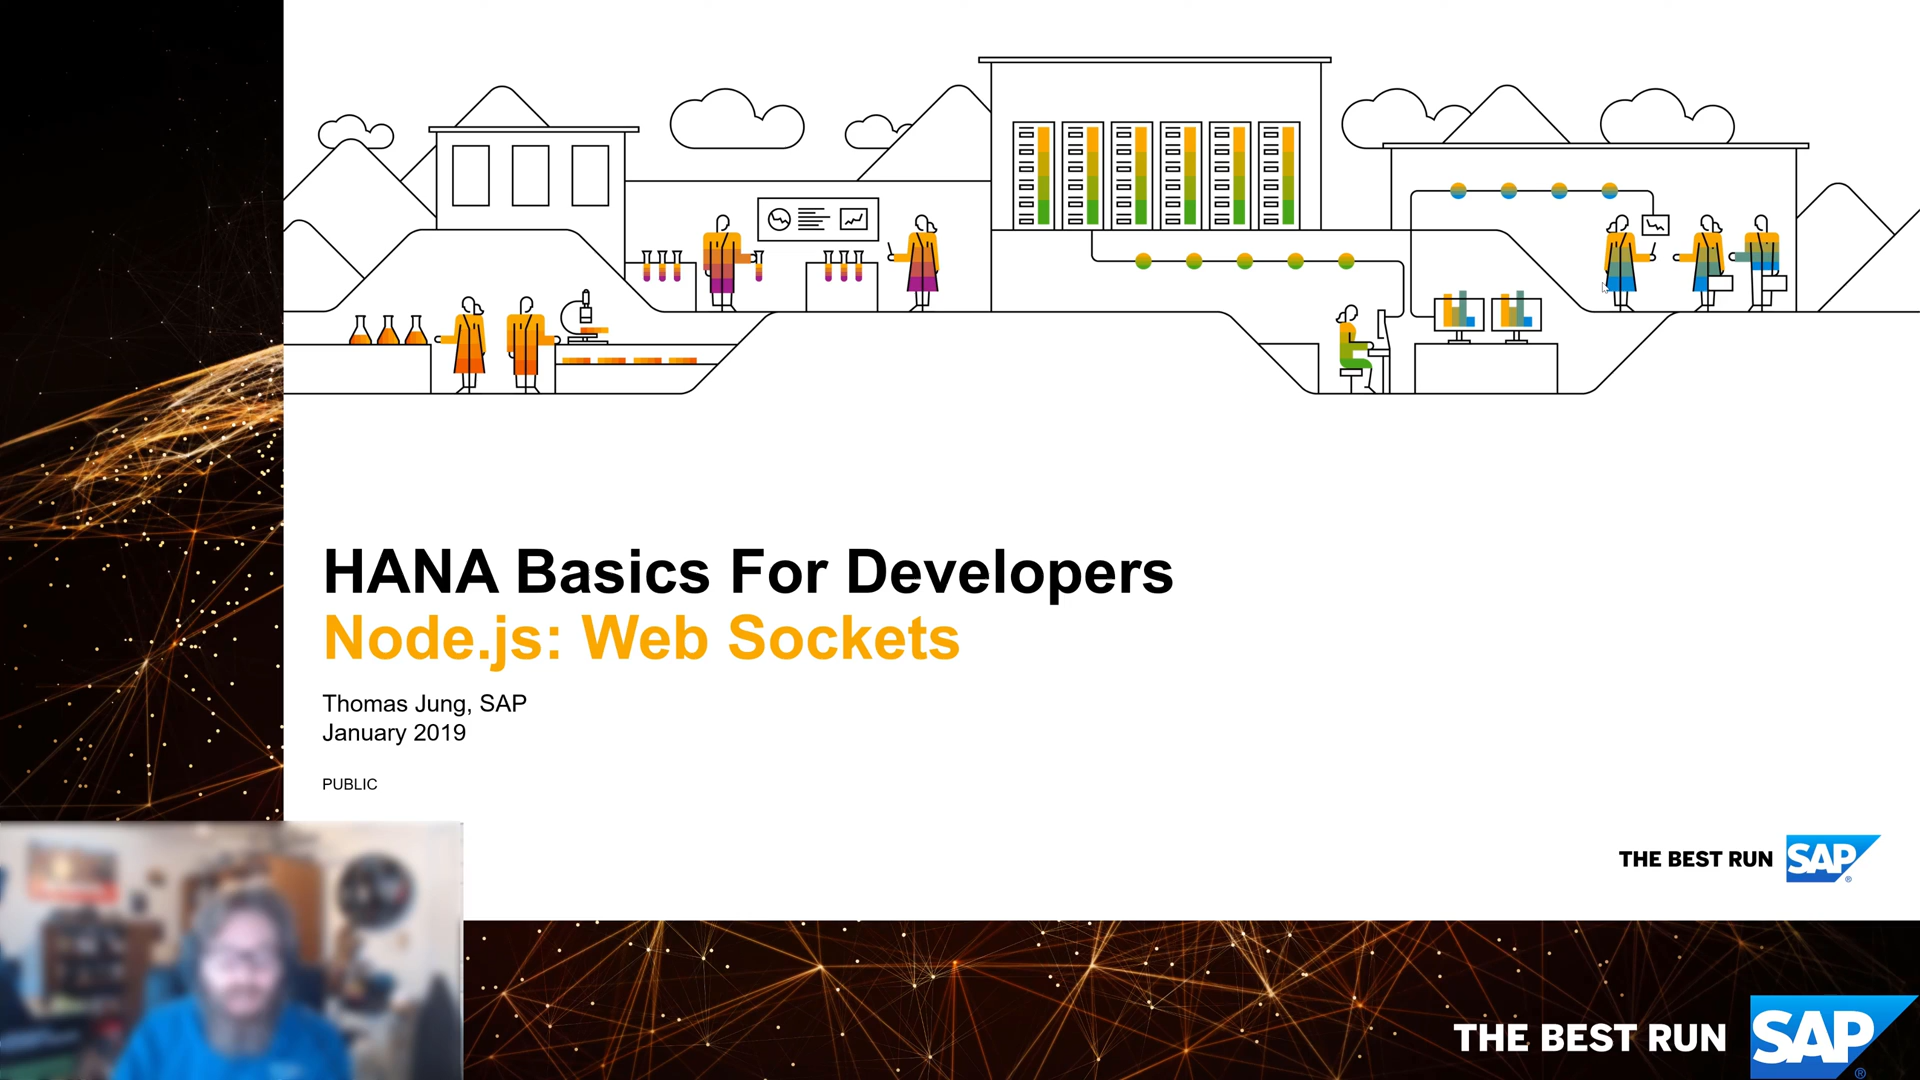 HANA Basics For Developers
Node.js: Web Sockets
Thomas Jung, SAP
January 2019
PUBLIC
THE BEST RUN SAP
THE BEST RUN SAP